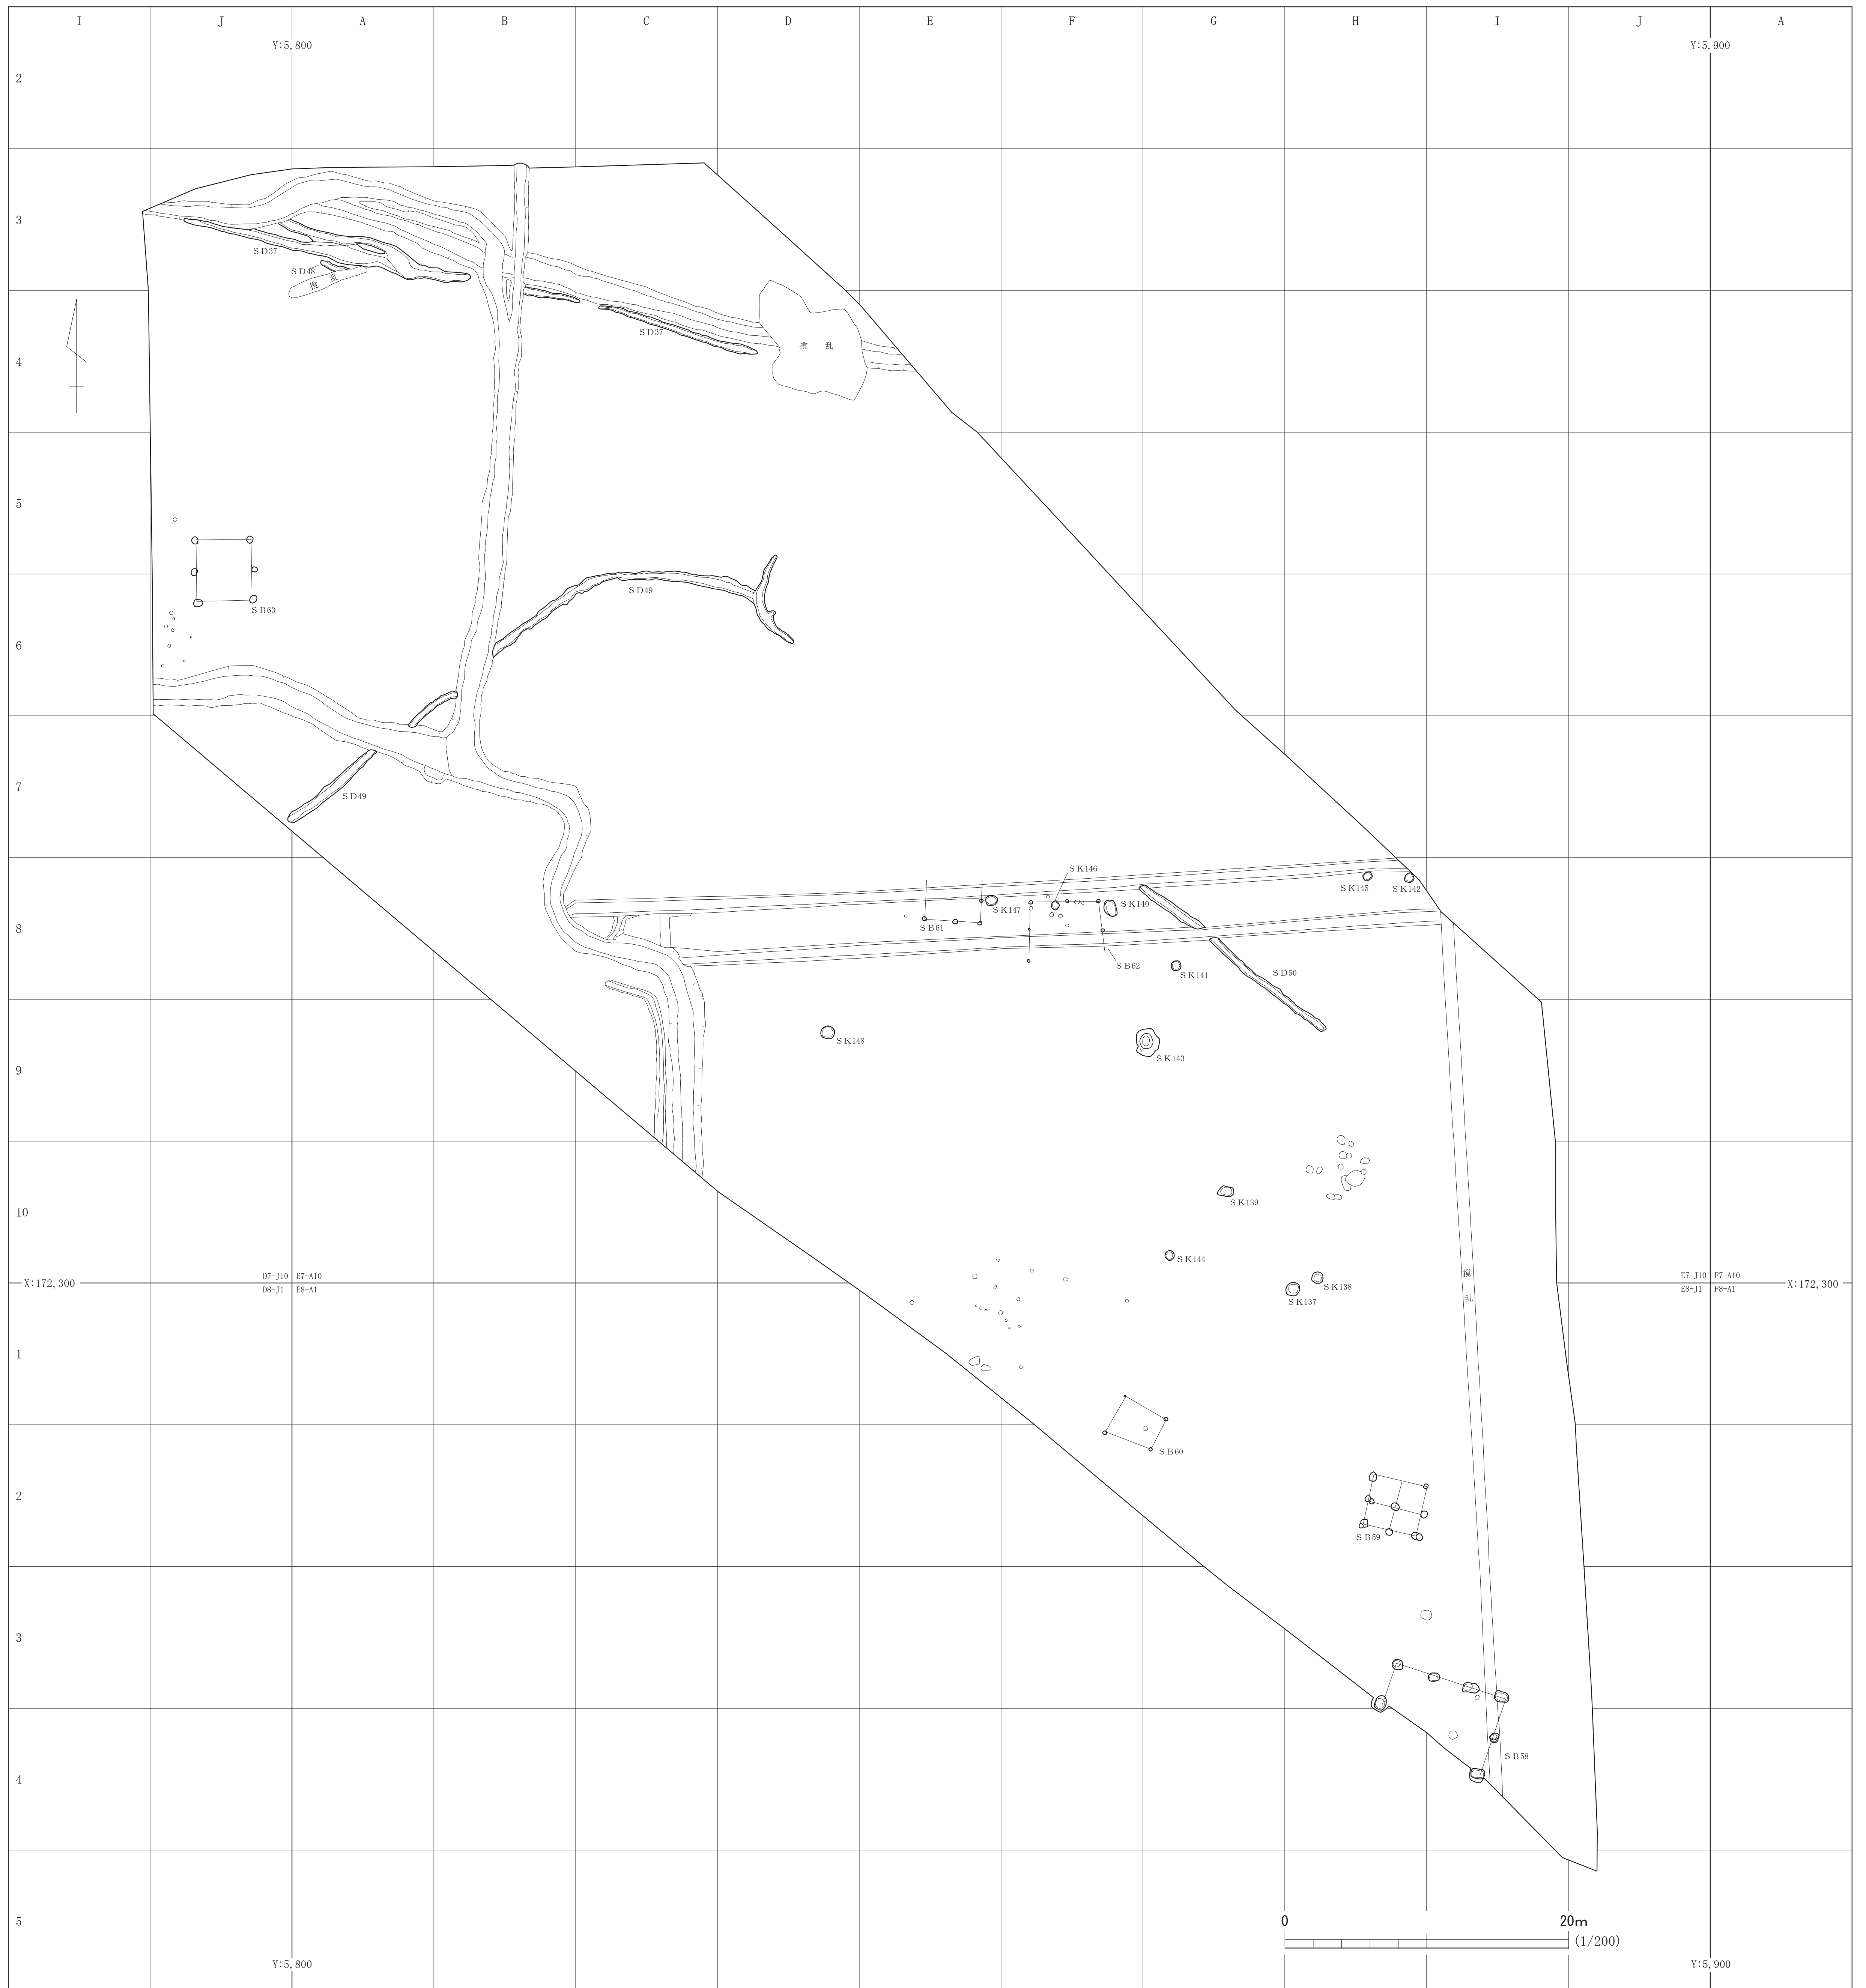 I J A B C D E F G H I J A
Y:5,800 Y:5,900
2
3
SD37
SD48
撹 乱
SD37
撹 乱
4
5
SB63
SD49
6
7
SD49
SK146
SK145 SK142
SK147 SK140
8
SB61
SB62
SK141
SD50
SK148
SK143
9
SK139
10
SK144
D7-J10 E7-A10
X:172,300
D8-J1 E8-A1
撹
乱
SK138
SK137
E7-J10 F7-A10
X:172,300
E8-J1 F8-A1
1
SB60
2
SB59
3
SB58
4
5
0 20m
(1/200)
Y:5,800 Y:5,900